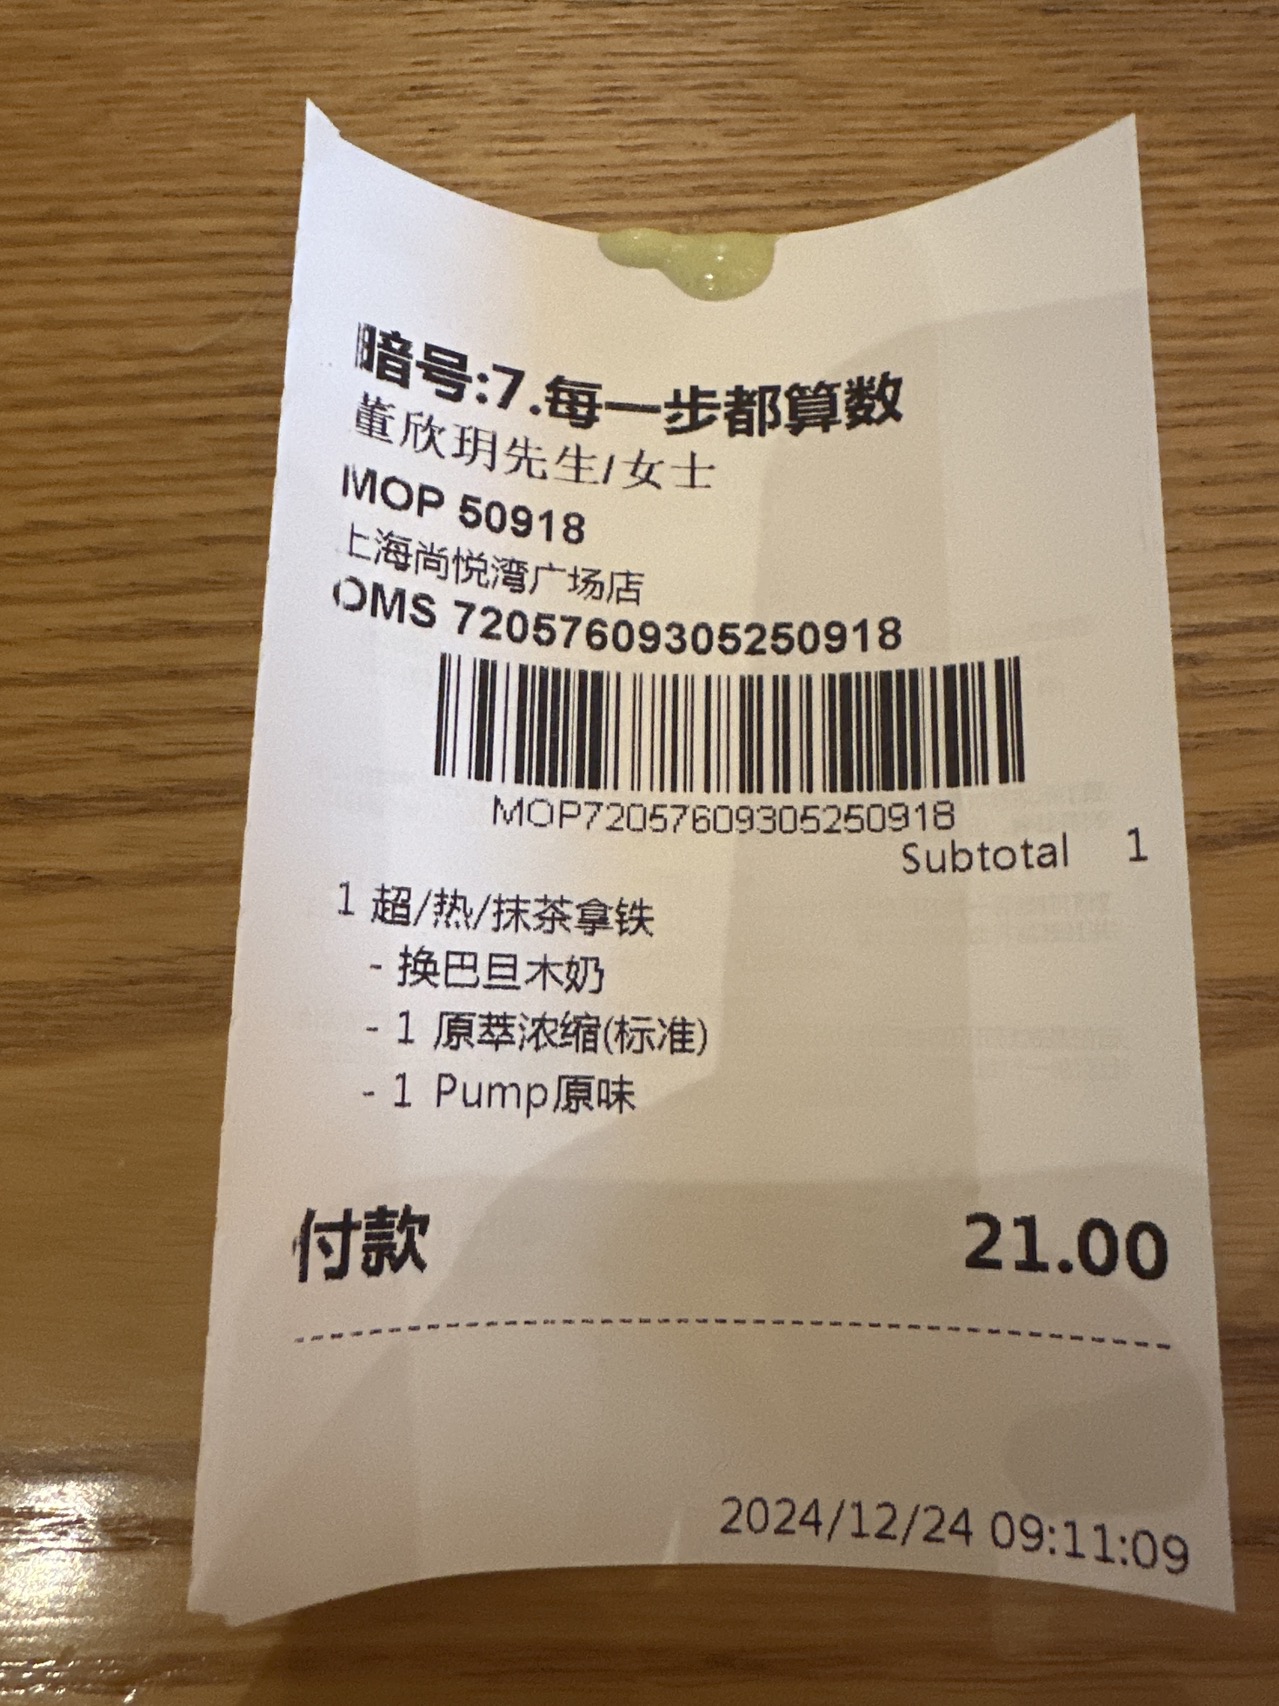 暗号:7.每一步都算数
董欣玥先生/女士
MOP 50918
上海尚悦湾广场店
OMS 72057609305250918
MOP72057609305250918
Subtotal 1
1 超/热/抹茶拿铁
- 换巴旦木奶
- 1 原萃浓缩(标准)
- 1 Pump原味
付款 21.00
2024/12/24 09:11:09